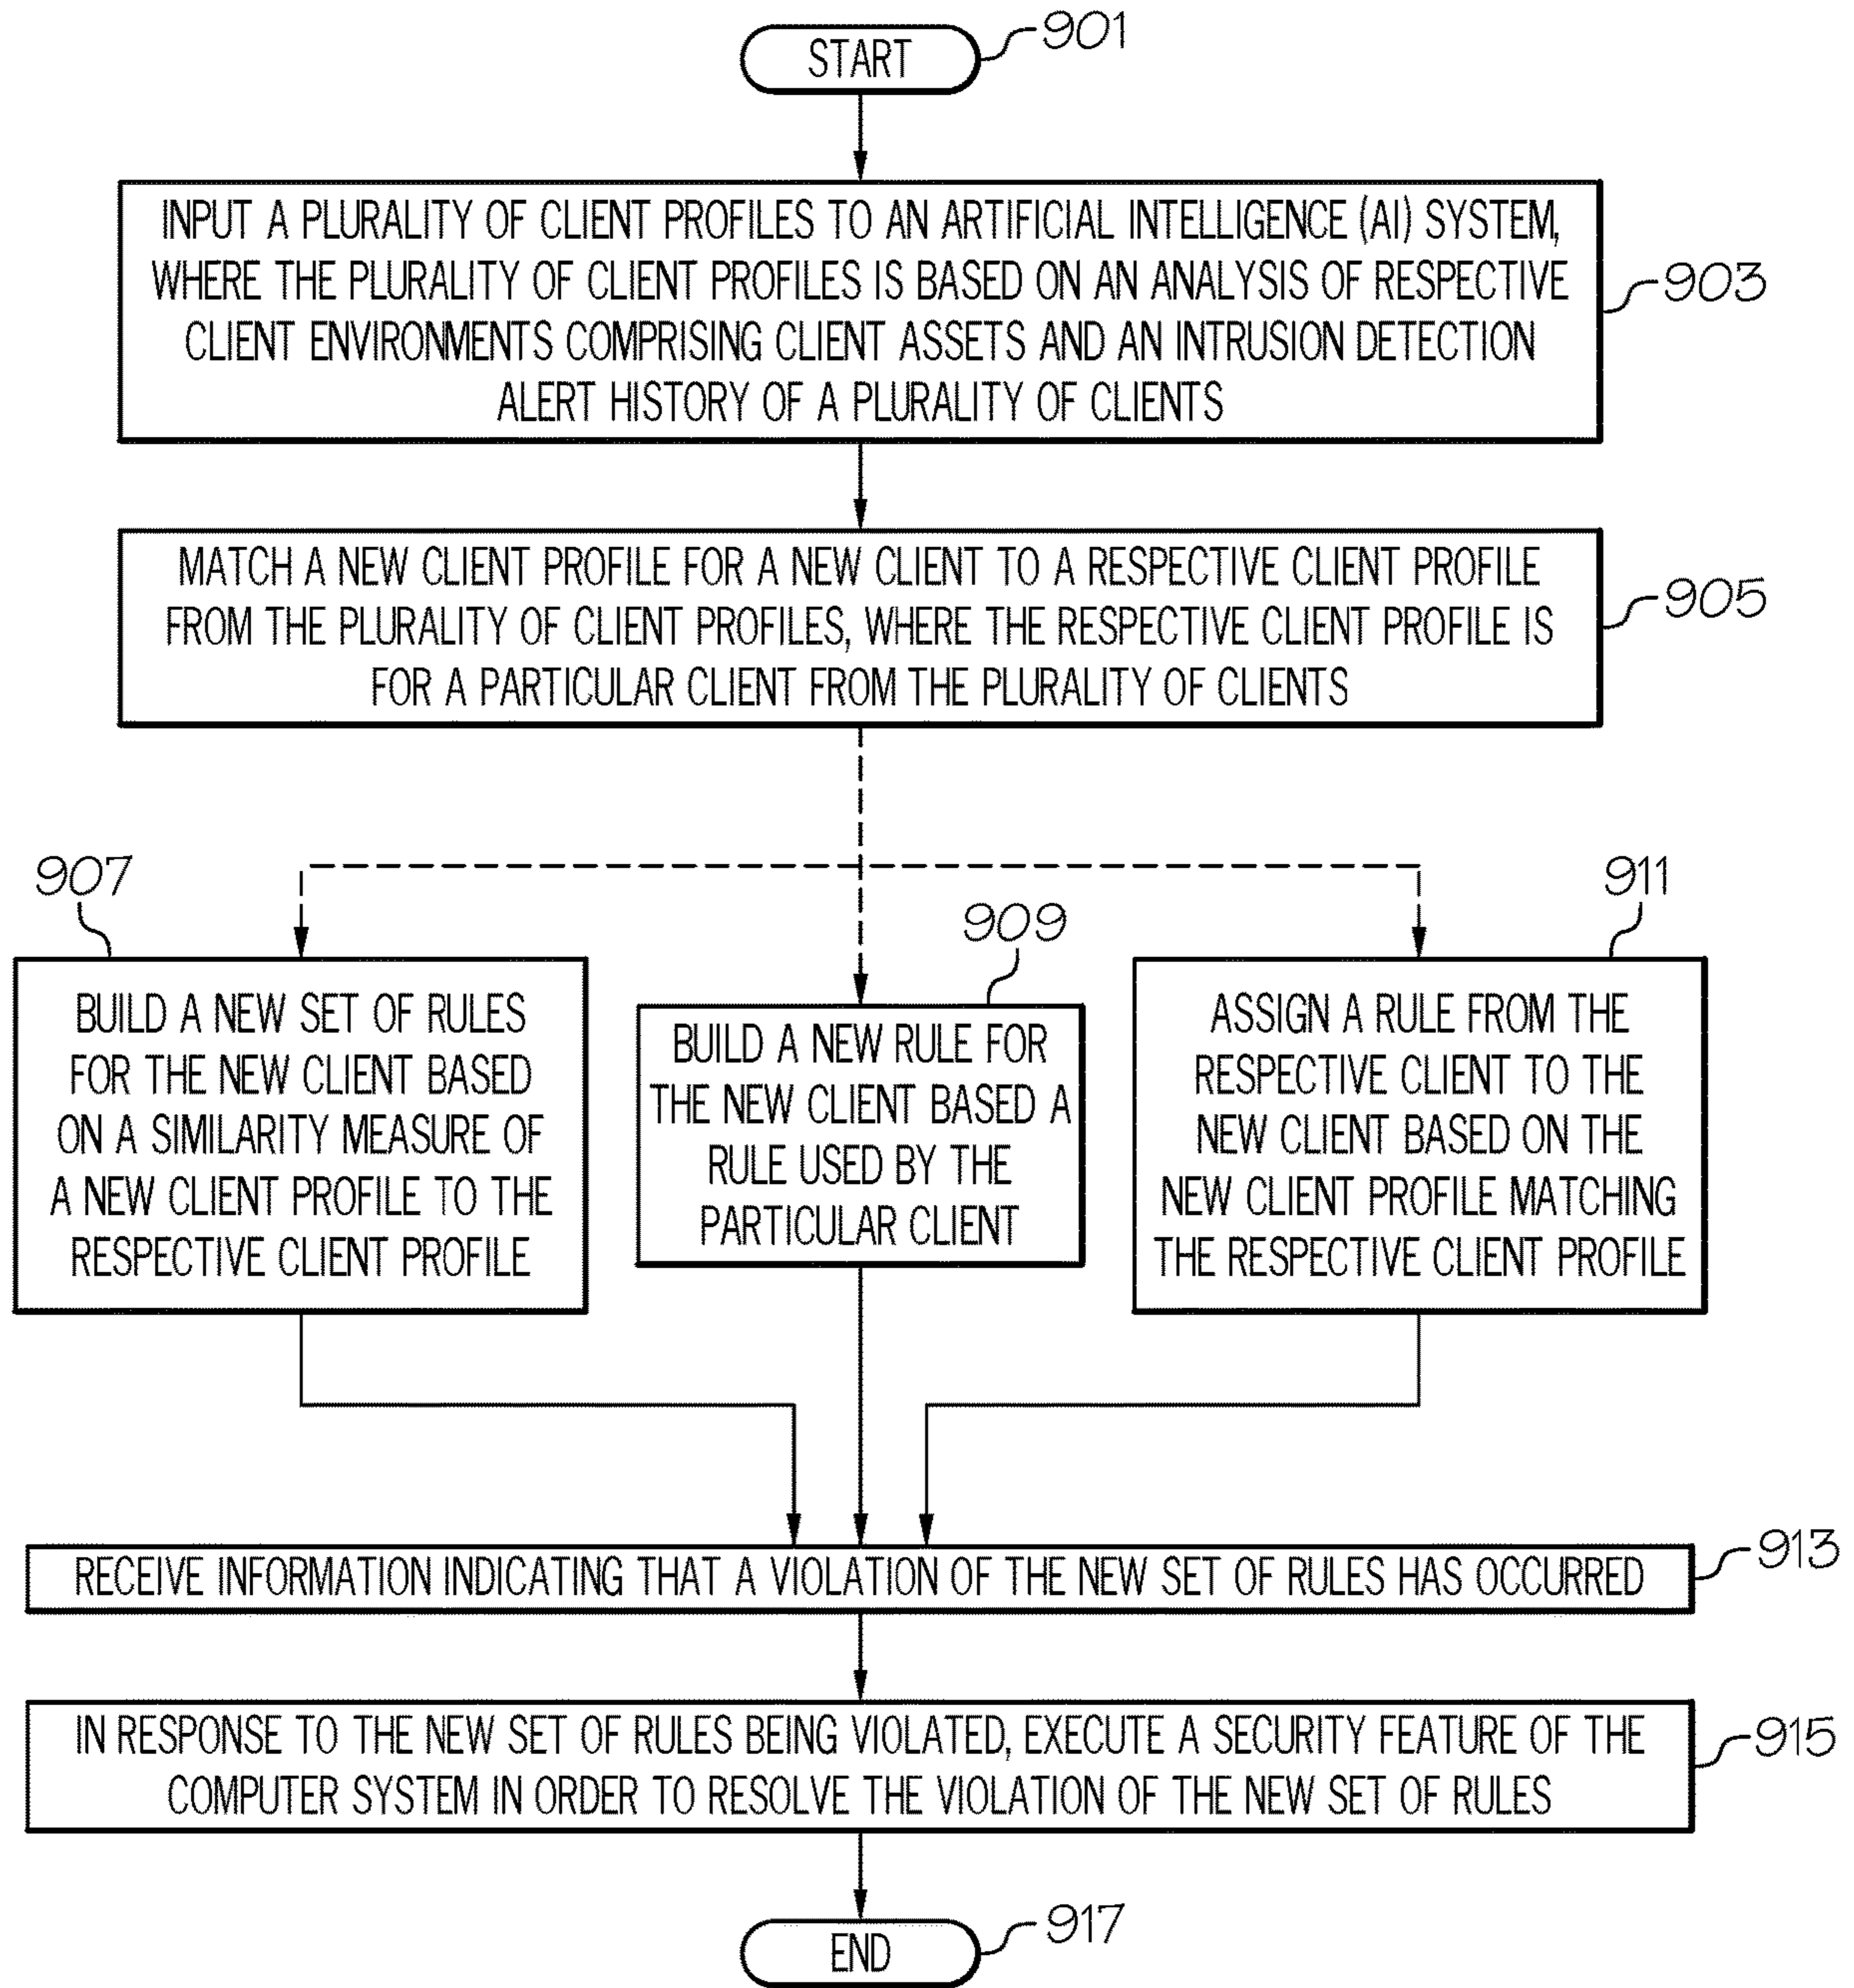 START
901
INPUT A PLURALITY OF CLIENT PROFILES TO AN ARTIFICIAL INTELLIGENCE (AI) SYSTEM,
WHERE THE PLURALITY OF CLIENT PROFILES IS BASED ON AN ANALYSIS OF RESPECTIVE
CLIENT ENVIRONMENTS COMPRISING CLIENT ASSETS AND AN INTRUSION DETECTION
ALERT HISTORY OF A PLURALITY OF CLIENTS
903
MATCH A NEW CLIENT PROFILE FOR A NEW CLIENT TO A RESPECTIVE CLIENT PROFILE
FROM THE PLURALITY OF CLIENT PROFILES, WHERE THE RESPECTIVE CLIENT PROFILE IS
FOR A PARTICULAR CLIENT FROM THE PLURALITY OF CLIENTS
905
907
BUILD A NEW SET OF RULES
FOR THE NEW CLIENT BASED
ON A SIMILARITY MEASURE OF
A NEW CLIENT PROFILE TO THE
RESPECTIVE CLIENT PROFILE
909
BUILD A NEW RULE FOR
THE NEW CLIENT BASED A
RULE USED BY THE
PARTICULAR CLIENT
911
ASSIGN A RULE FROM THE
RESPECTIVE CLIENT TO THE
NEW CLIENT BASED ON THE
NEW CLIENT PROFILE MATCHING
THE RESPECTIVE CLIENT PROFILE
RECEIVE INFORMATION INDICATING THAT A VIOLATION OF THE NEW SET OF RULES HAS OCCURRED
913
IN RESPONSE TO THE NEW SET OF RULES BEING VIOLATED, EXECUTE A SECURITY FEATURE OF THE
COMPUTER SYSTEM IN ORDER TO RESOLVE THE VIOLATION OF THE NEW SET OF RULES
915
END
917